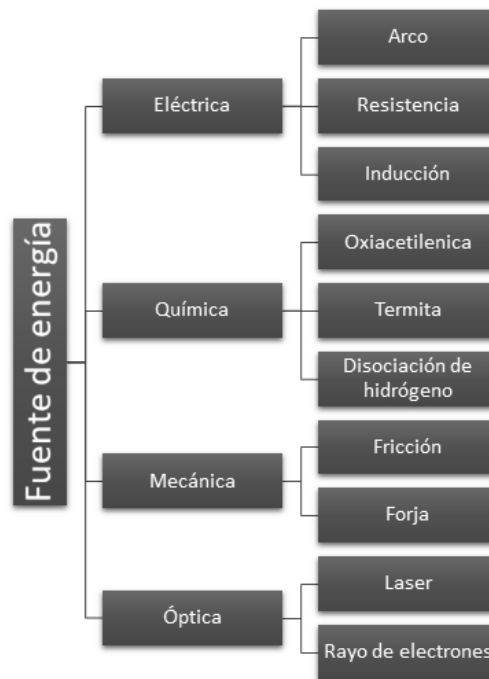 Fuente de energía
Eléctrica
Arco
Resistencia
Inducción
Química
Oxiacetilenica
Termita
Disociación de
hidrógeno
Mecánica
Fricción
Forja
Óptica
Laser
Rayo de electrones